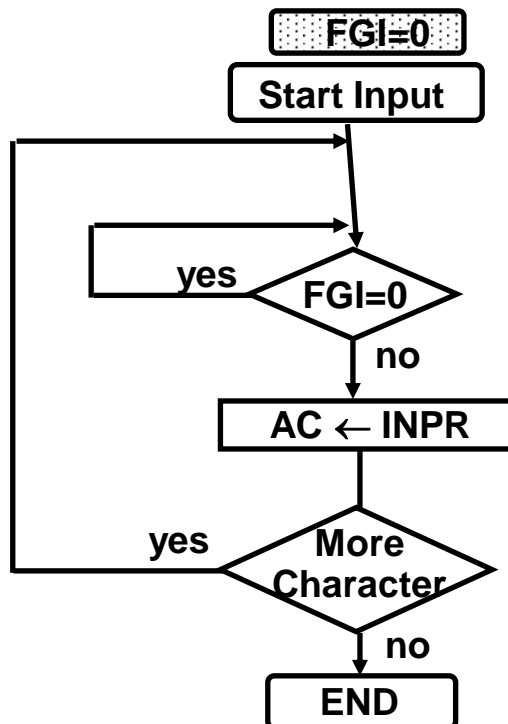 FGI=0
Start Input
yes
FGI=0
no
AC ← INPR
yes
More
Character
no
END